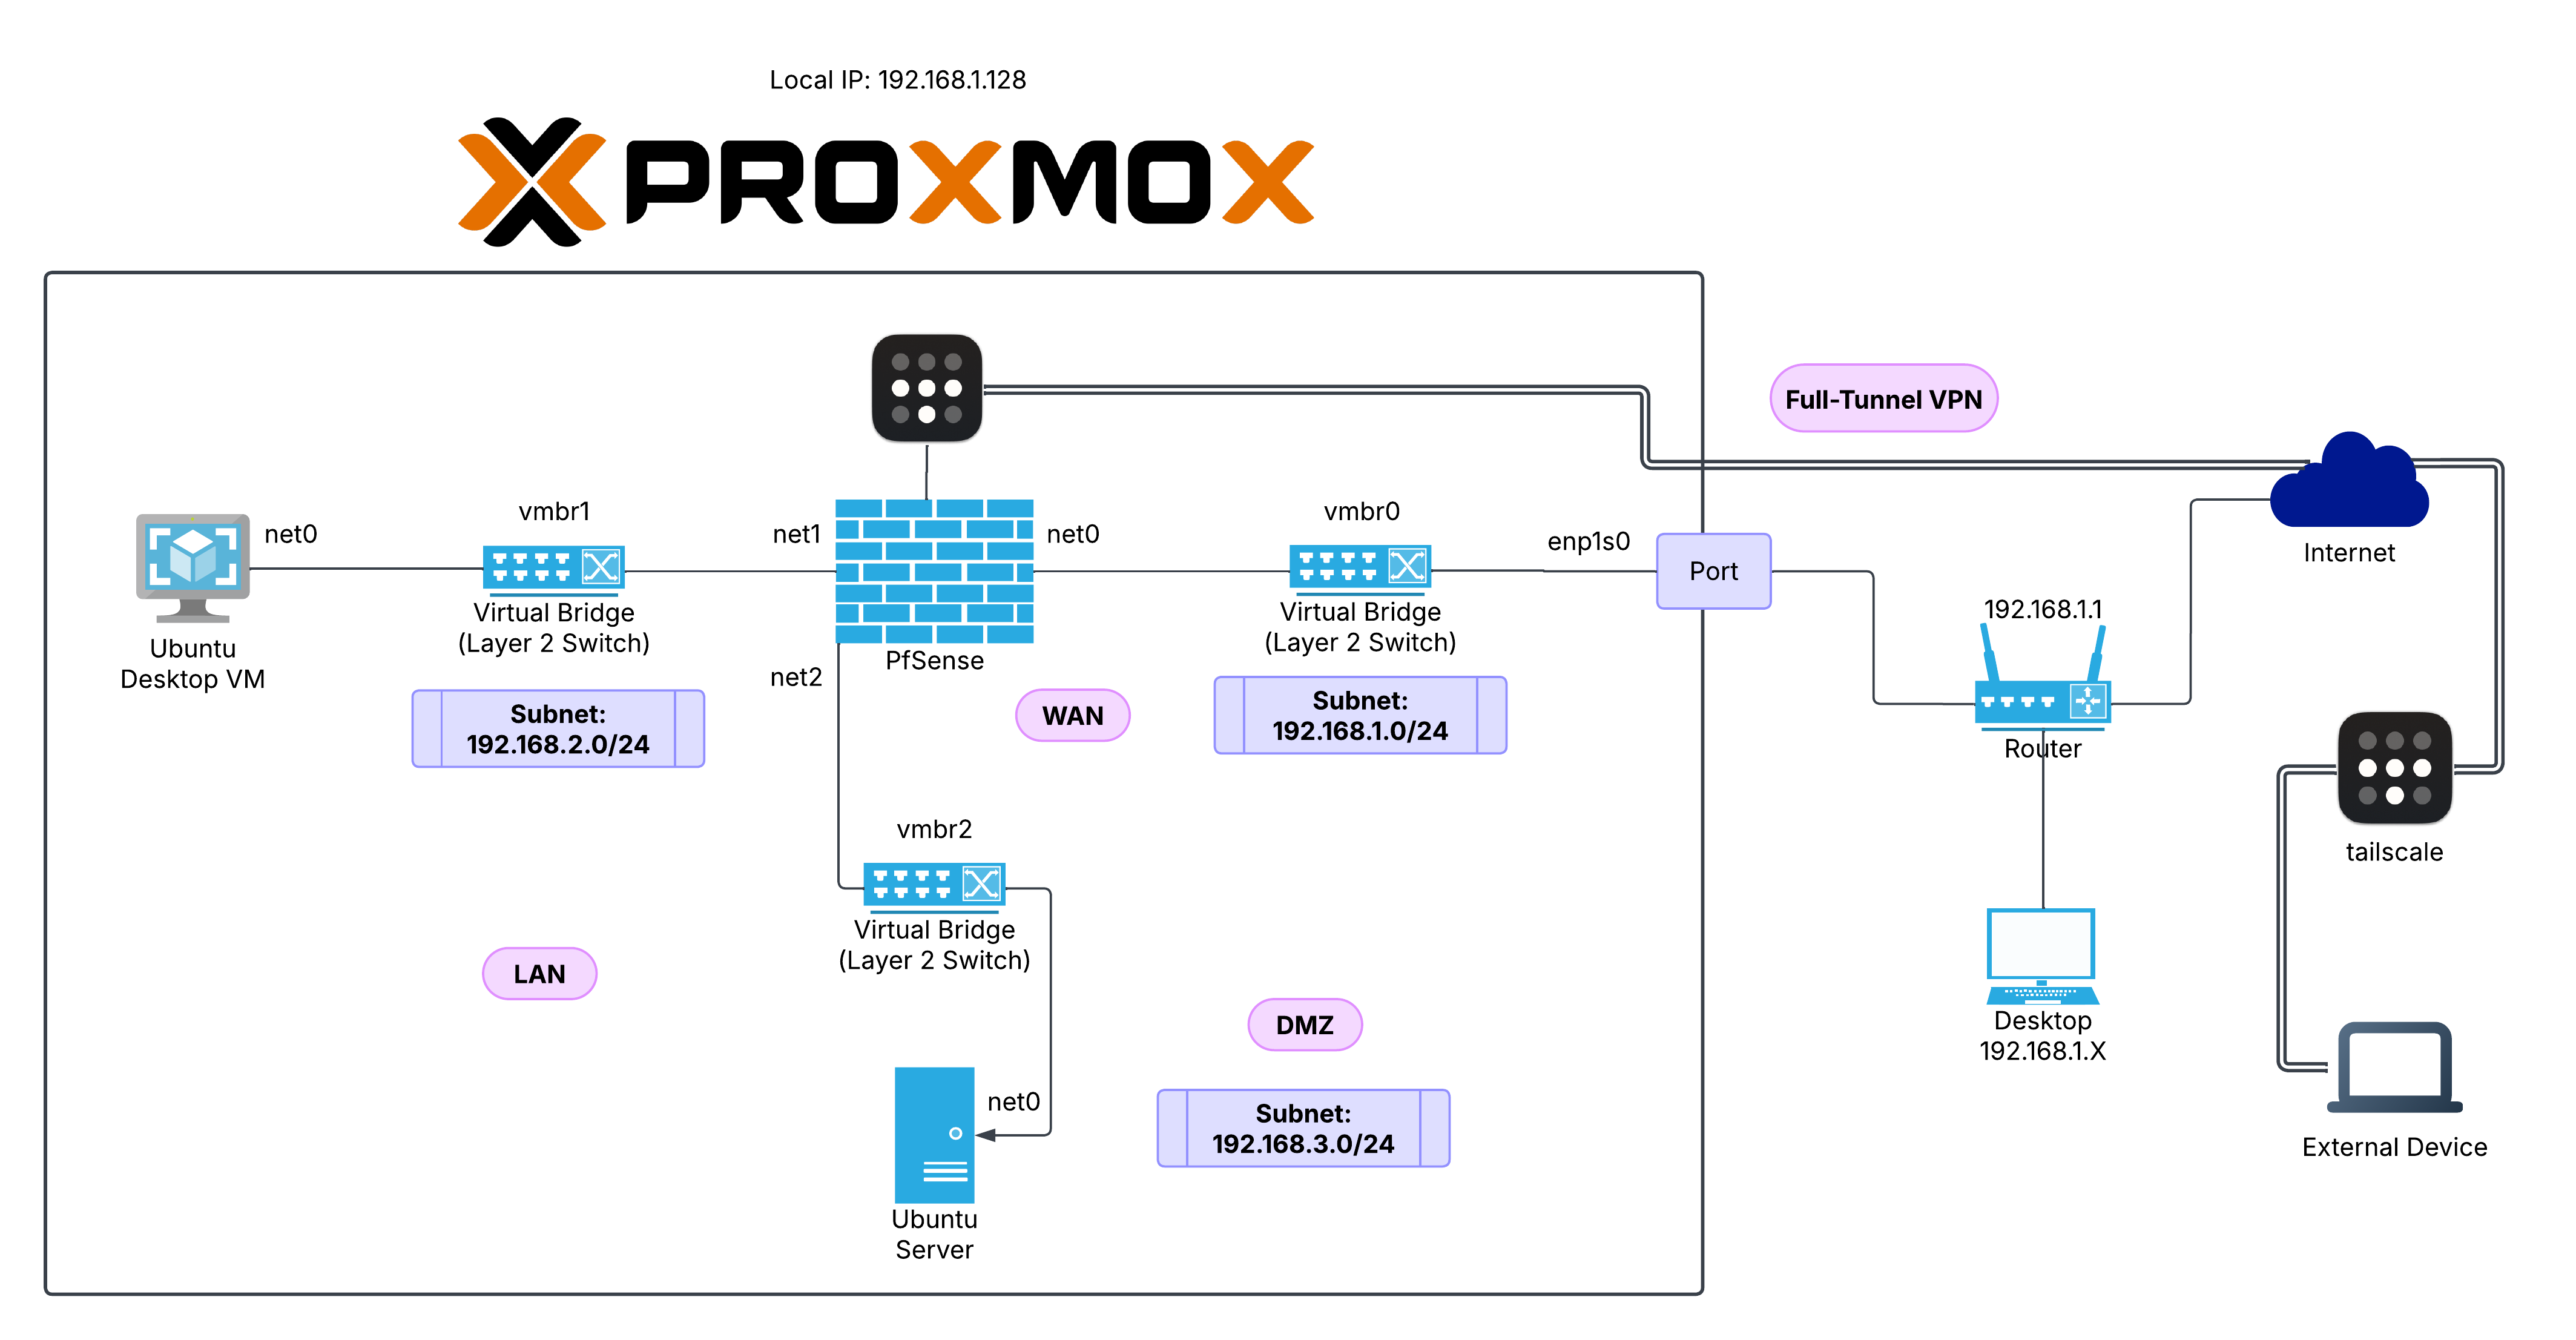 Local IP: 192.168.1.128
PROXMOX
Full-Tunnel VPN
vmbr1
vmbr0
net0
net1
net0
enp1s0
Port
Internet
Virtual Bridge
(Layer 2 Switch)
Virtual Bridge
(Layer 2 Switch)
192.168.1.1
Ubuntu
Desktop VM
PfSense
net2
Subnet:
192.168.2.0/24
WAN
Subnet:
192.168.1.0/24
Router
vmbr2
tailscale
Virtual Bridge
(Layer 2 Switch)
LAN
DMZ
Desktop
192.168.1.X
net0
Subnet:
192.168.3.0/24
External Device
Ubuntu
Server